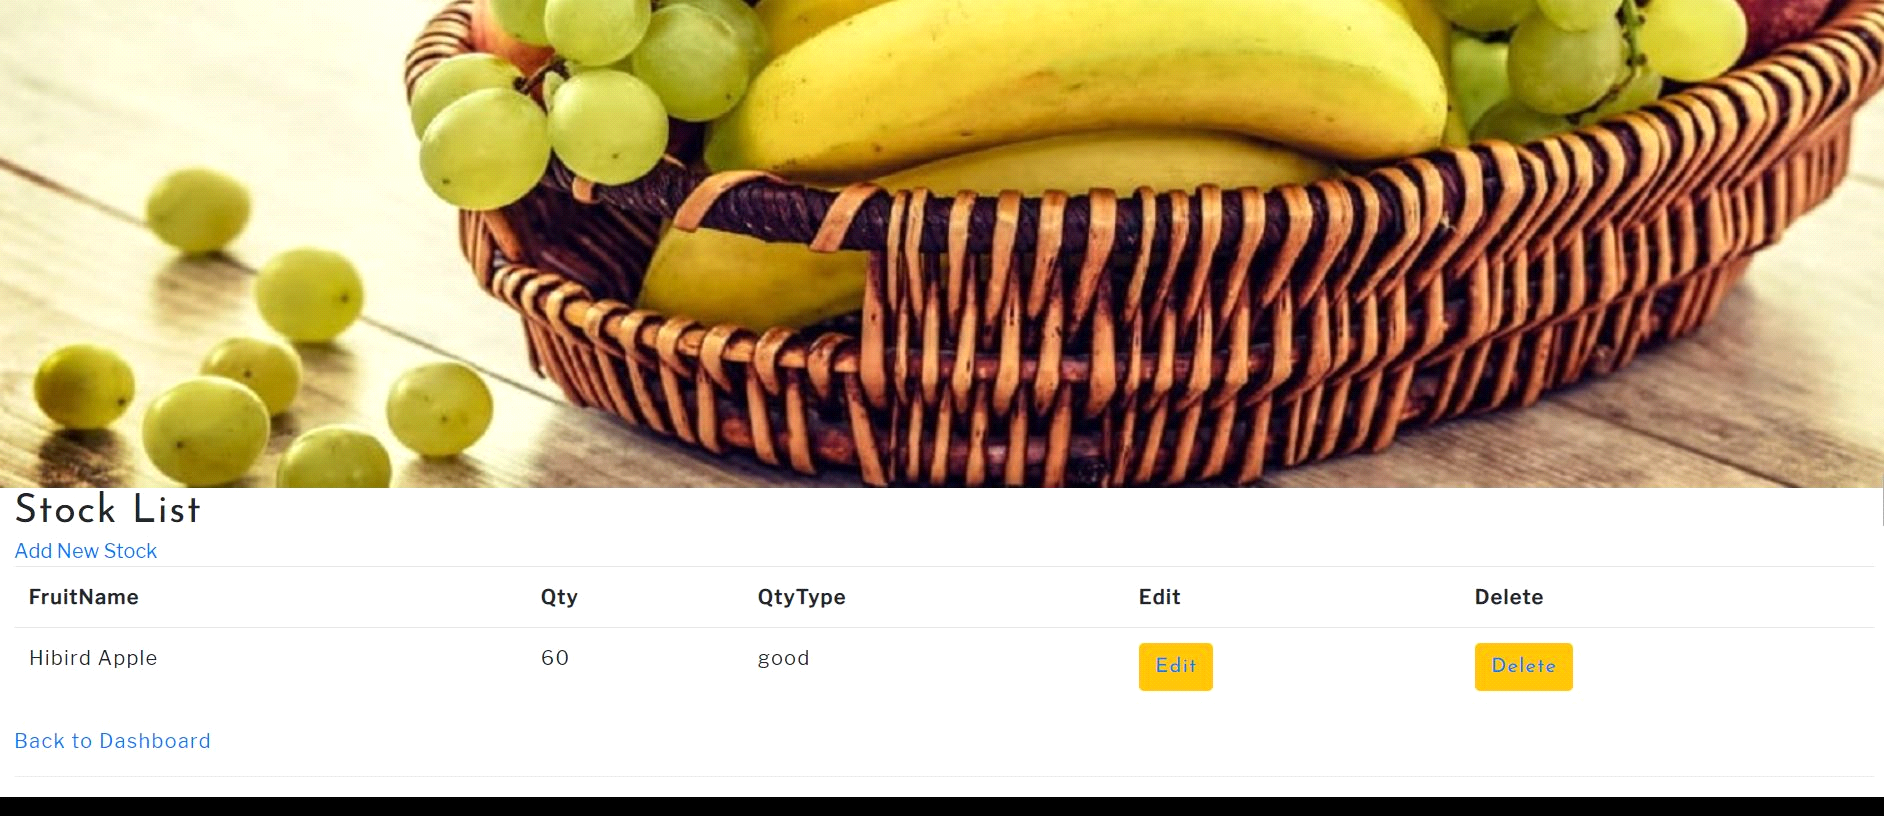 Stock List
Add New Stock
FruitName Qty QtyType Edit Delete
Hibird Apple 60 good Edit Delete
Back to Dashboard